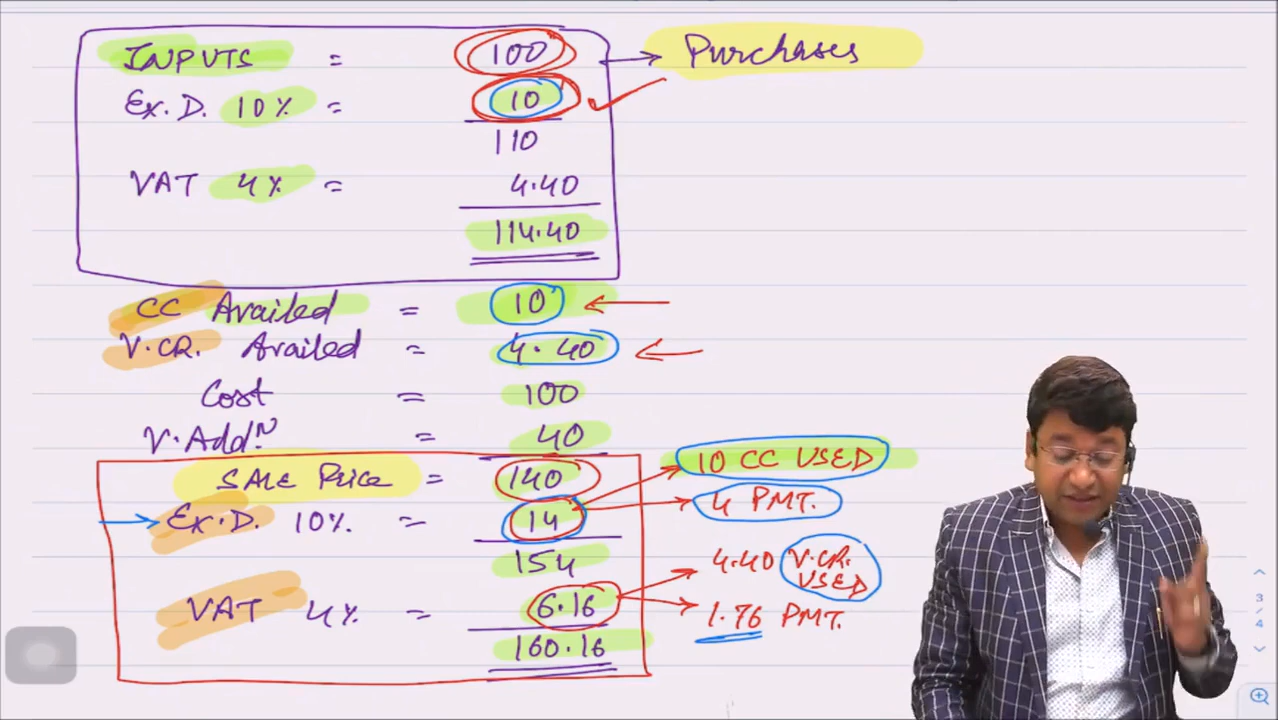 INPUTS = 100 → Purchases
Ex.D. 10% = 10
110
VAT 4% = 4.40
114.40
CC Availed = 10
V.CR. Availed = 4.40
Cost = 100
V.Addⁿ = 40
SALE Price = 140
10 CC USED
Ex.D. 10% = 14
4 PMT.
154
4.40 V.CR. USED
VAT 4% = 6.16
1.76 PMT.
160.16
3
4